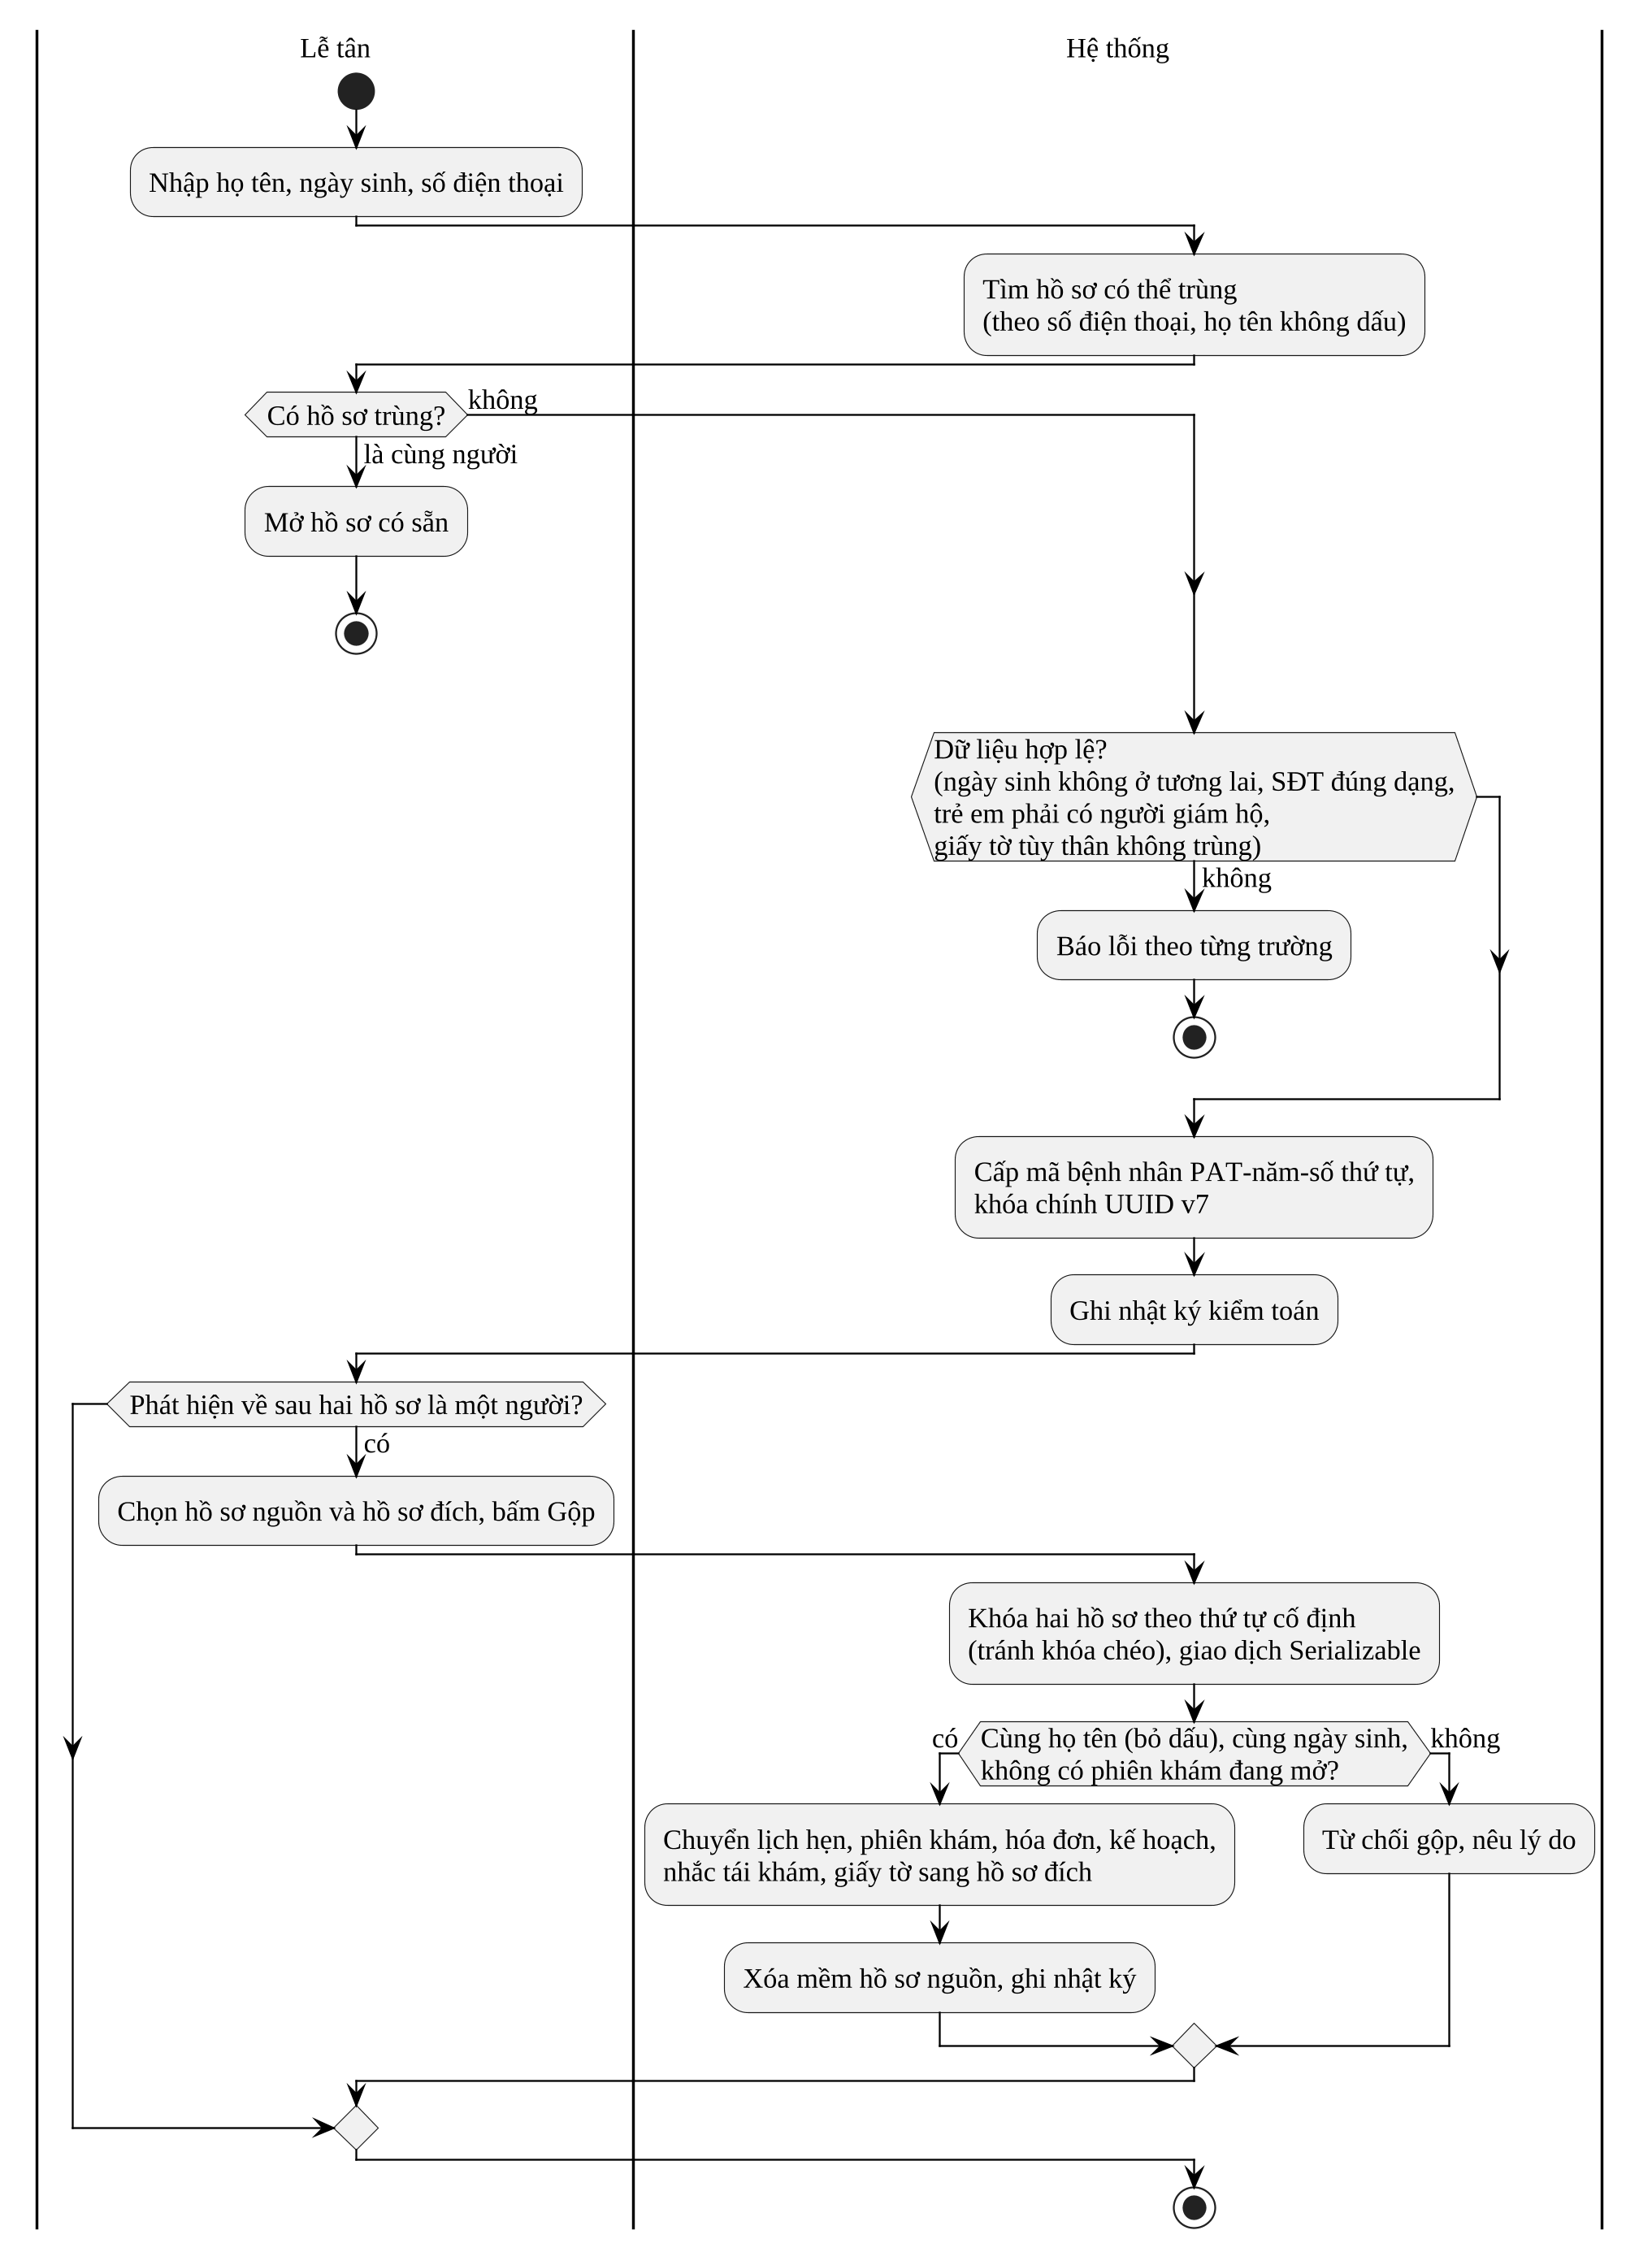 Lễ tân
Hệ thống
Nhập họ tên, ngày sinh, số điện thoại
Tìm hồ sơ có thể trùng
(theo số điện thoại, họ tên không dấu)
Có hồ sơ trùng?
không
là cùng người
Mở hồ sơ có sẵn
Dữ liệu hợp lệ?
(ngày sinh không ở tương lai, SĐT đúng dạng,
trẻ em phải có người giám hộ,
giấy tờ tùy thân không trùng)
không
Báo lỗi theo từng trường
Cấp mã bệnh nhân PAT-năm-số thứ tự,
khóa chính UUID v7
Ghi nhật ký kiểm toán
Phát hiện về sau hai hồ sơ là một người?
có
Chọn hồ sơ nguồn và hồ sơ đích, bấm Gộp
Khóa hai hồ sơ theo thứ tự cố định
(tránh khóa chéo), giao dịch Serializable
có
Cùng họ tên (bỏ dấu), cùng ngày sinh,
không có phiên khám đang mở?
không
Chuyển lịch hẹn, phiên khám, hóa đơn, kế hoạch,
nhắc tái khám, giấy tờ sang hồ sơ đích
Từ chối gộp, nêu lý do
Xóa mềm hồ sơ nguồn, ghi nhật ký